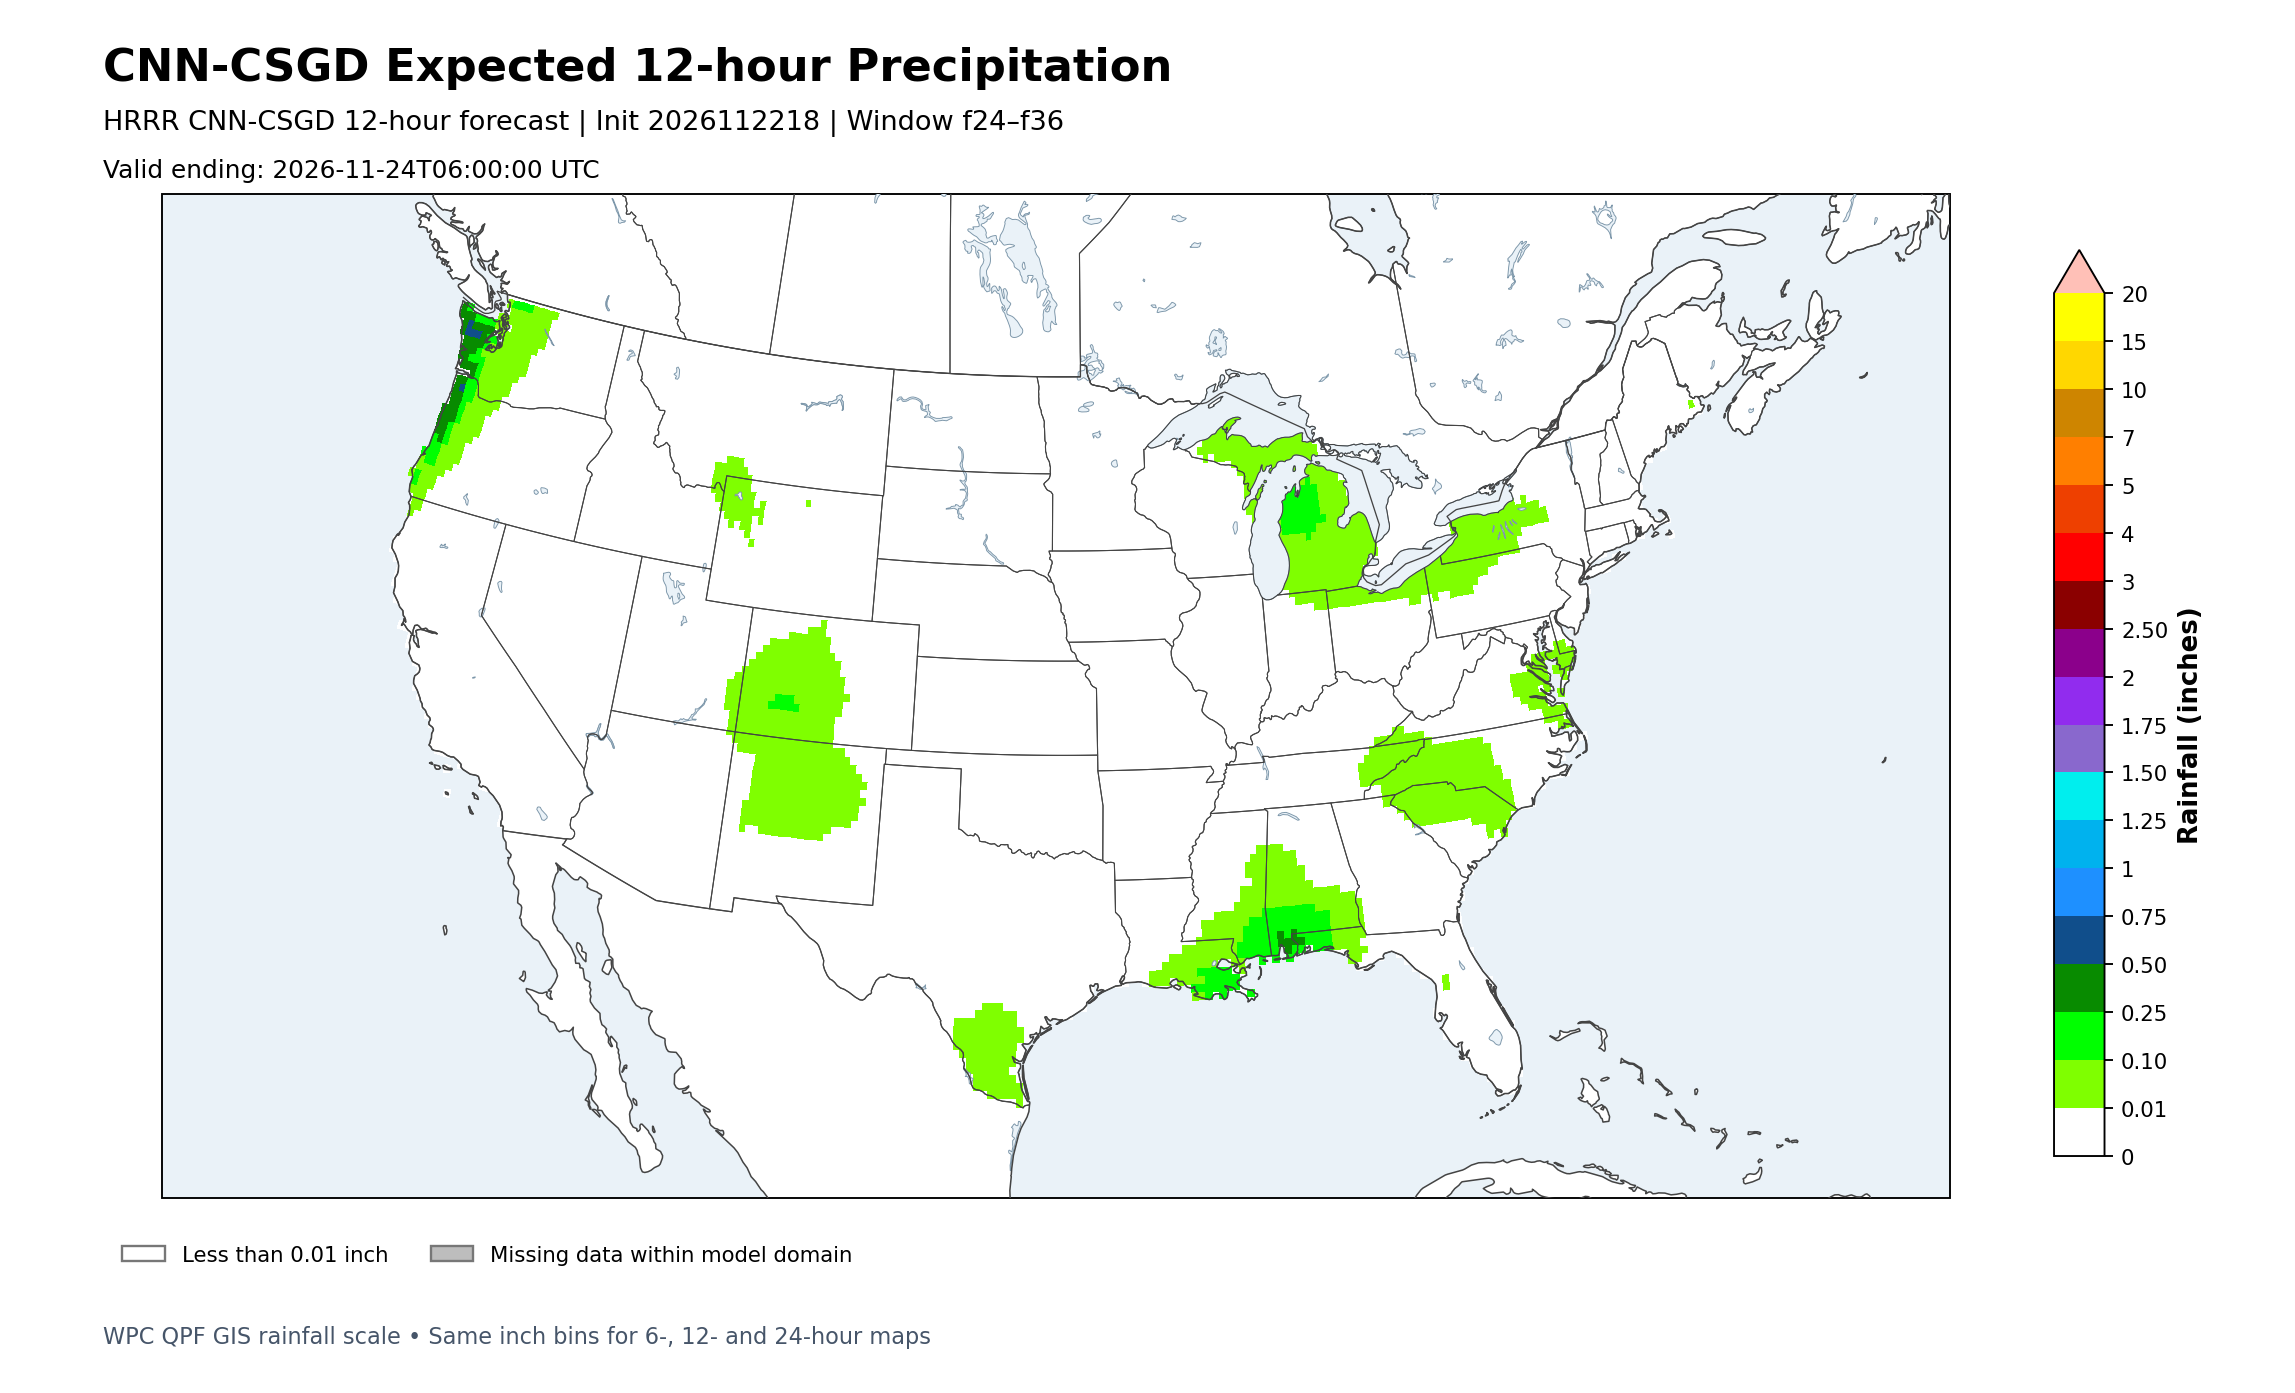 CNN-CSGD Expected 12-hour Precipitation
HRRR CNN-CSGD 12-hour forecast | Init 2026112218 | Window f24–f36
Valid ending: 2026-11-24T06:00:00 UTC
20
15
10
7
5
4
3
2.50
2
1.75
1.50
1.25
1
0.75
0.50
0.25
0.10
0.01
0
Rainfall (inches)
Less than 0.01 inch
Missing data within model domain
WPC QPF GIS rainfall scale • Same inch bins for 6-, 12- and 24-hour maps